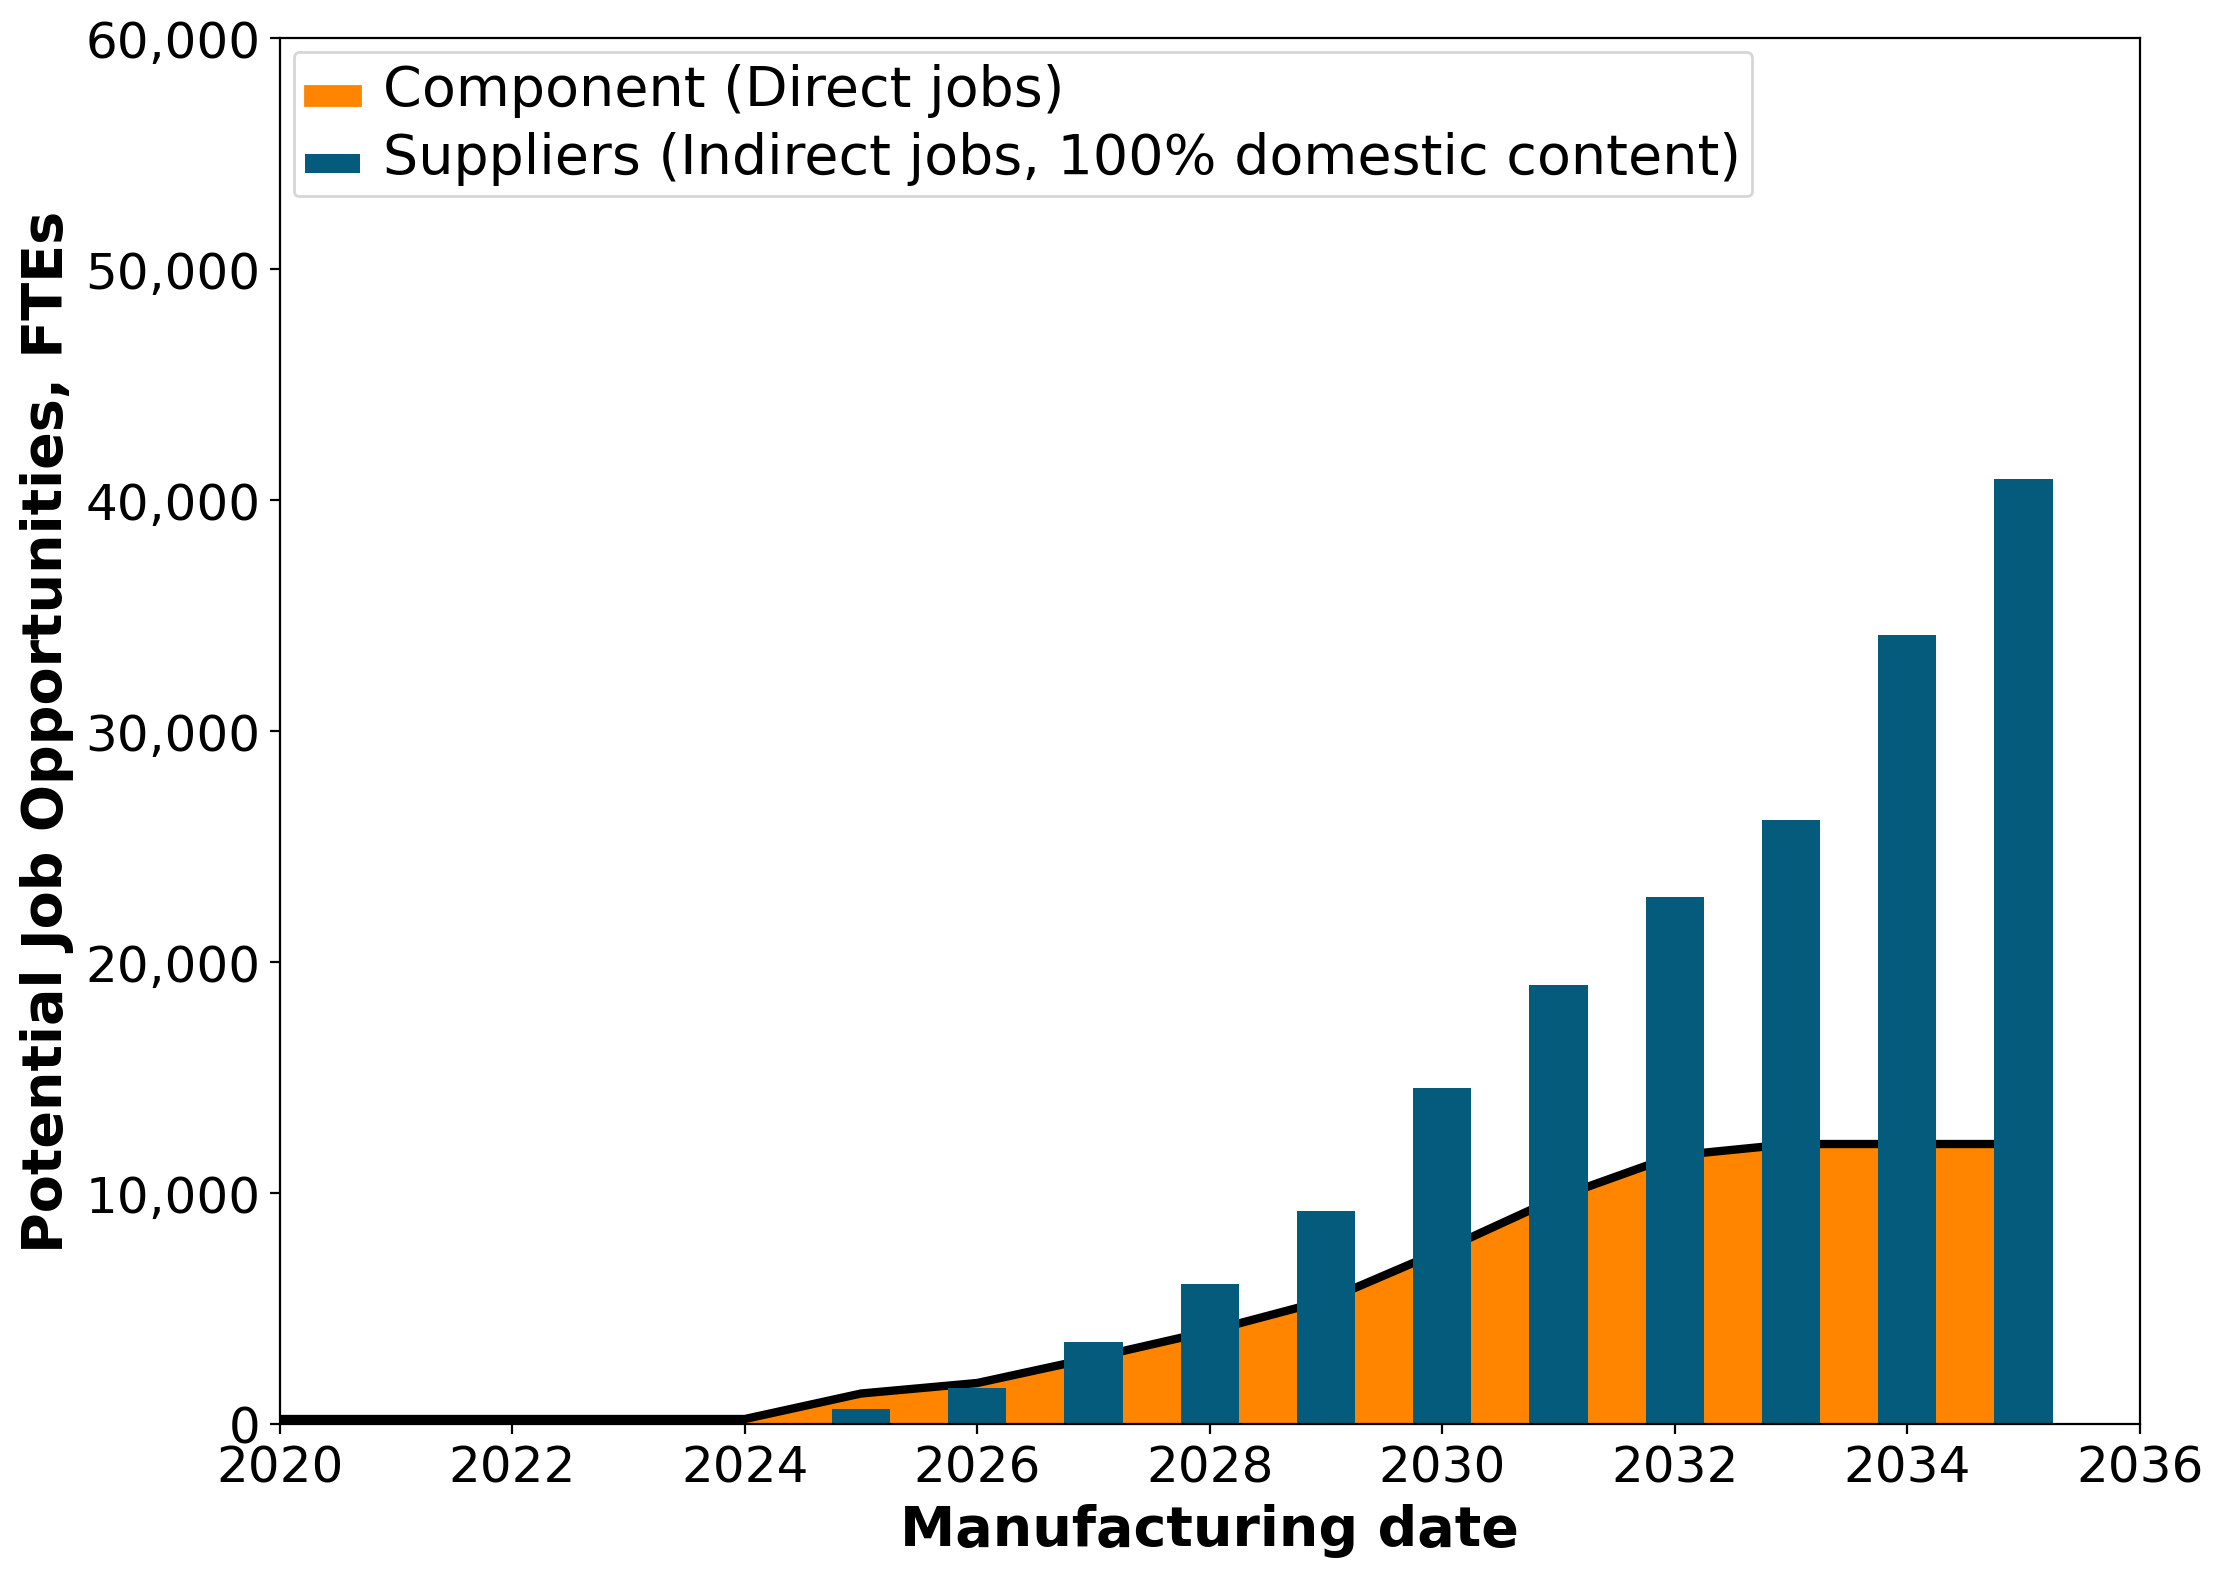 Component (Direct jobs)
Suppliers (Indirect jobs, 100% domestic content)
Potential Job Opportunities, FTEs
60,000
50,000
40,000
30,000
20,000
10,000
0
2020 2022 2024 2026 2028 2030 2032 2034 2036
Manufacturing date